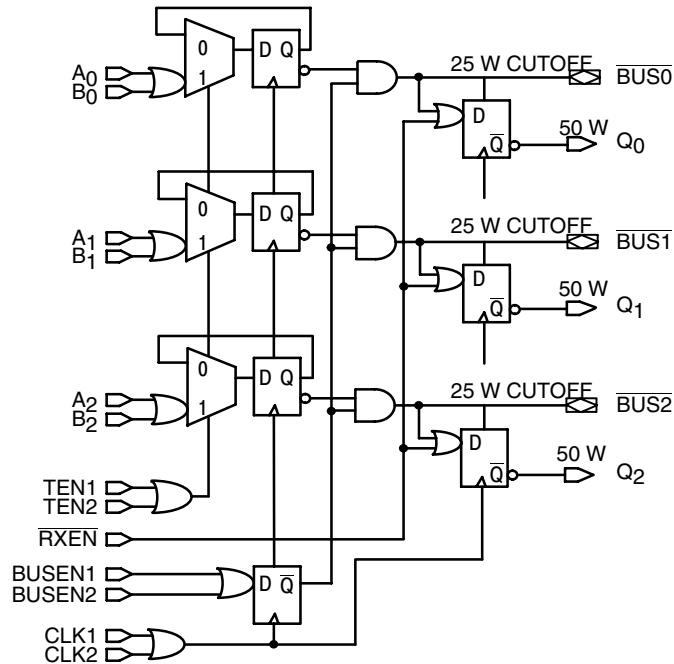 0
D Q
25 W CUTOFF
BUS0
A0
B0
1
D
Q
50 W
Q0
0
D Q
25 W CUTOFF
BUS1
A1
B1
1
D
Q
50 W
Q1
0
D Q
25 W CUTOFF
BUS2
A2
B2
1
D
Q
50 W
Q2
TEN1
TEN2
RXEN
BUSEN1
BUSEN2
D Q
CLK1
CLK2